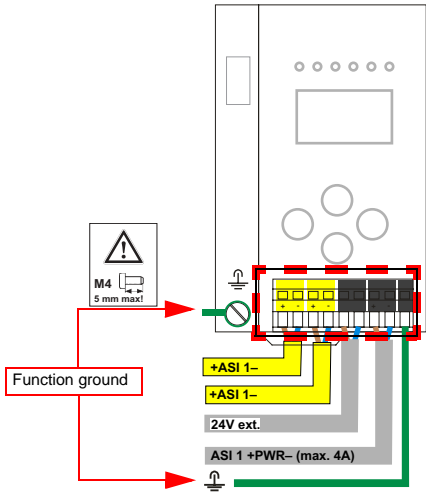 M4
5 mm max!
+ - + - + -
+ASI 1–
Function ground
+ASI 1–
24V ext.
ASI 1 +PWR– (max. 4A)